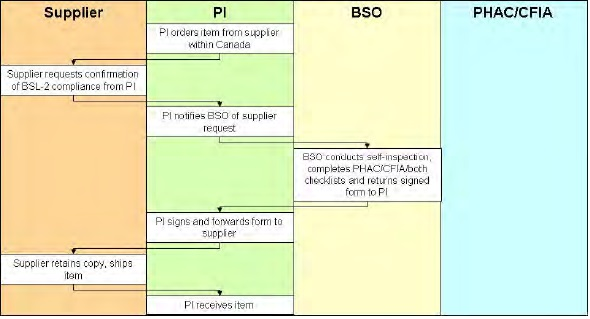 Supplier
PI
BSO
PHAC/CFIA
PI orders item from supplier
within Canada
Supplier requests confirmation
of BSL-2 compliance from PI
PI notifies BSO of supplier
request
BSO conducts self-inspection,
completes PHAC/CFIA/both
checklists and returns signed
form to PI
PI signs and forwards form to
supplier
Supplier retains copy, ships
item
PI receives item